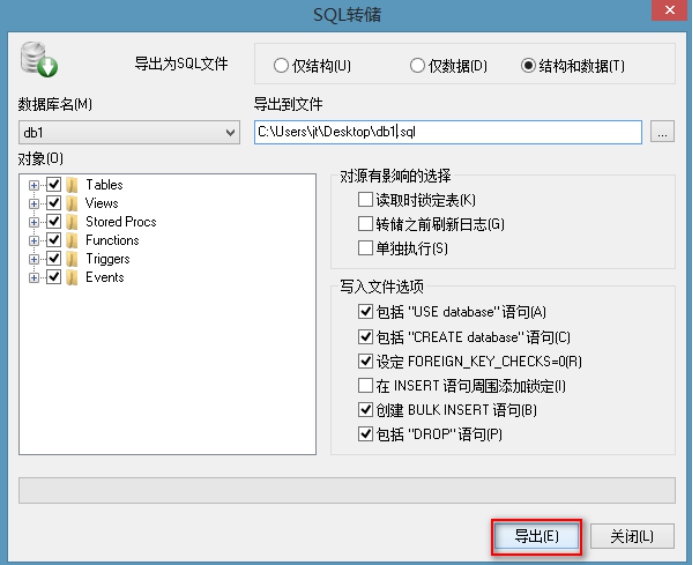 SQL转储
导出为SQL文件
仅结构(U)
仅数据(D)
结构和数据(T)
数据库名(M)
导出到文件
db1
C:\Users\jt\Desktop\db1.sql
...
对象(O)
Tables
Views
Stored Procs
Functions
Triggers
Events
对源有影响的选择
读取时锁定表(K)
转储之前刷新日志(G)
单独执行(S)
写入文件选项
包括 "USE database" 语句(A)
包括 "CREATE database" 语句(C)
设定 FOREIGN_KEY_CHECKS=0(R)
在 INSERT 语句周围添加锁定(I)
创建 BULK INSERT 语句(B)
包括 "DROP" 语句(P)
导出(E)
关闭(L)